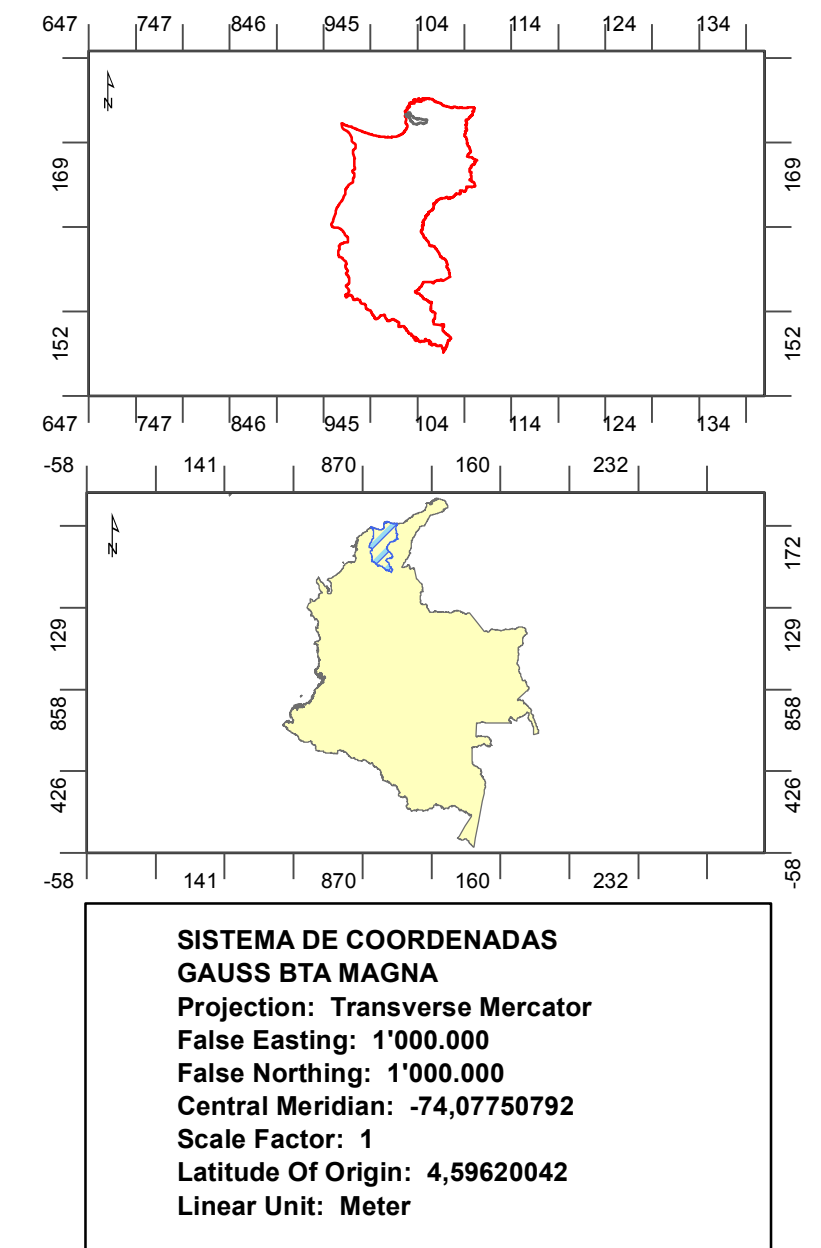 647 747 846 945 104 114 124 134
N
169 169
152 152
647 747 846 945 104 114 124 134
-58 141 870 160 232
N
172
129 129
858 858
426 426
-58
-58 141 870 160 232
SISTEMA DE COORDENADAS
GAUSS BTA MAGNA
Projection: Transverse Mercator
False Easting: 1'000.000
False Northing: 1'000.000
Central Meridian: -74,07750792
Scale Factor: 1
Latitude Of Origin: 4,59620042
Linear Unit: Meter